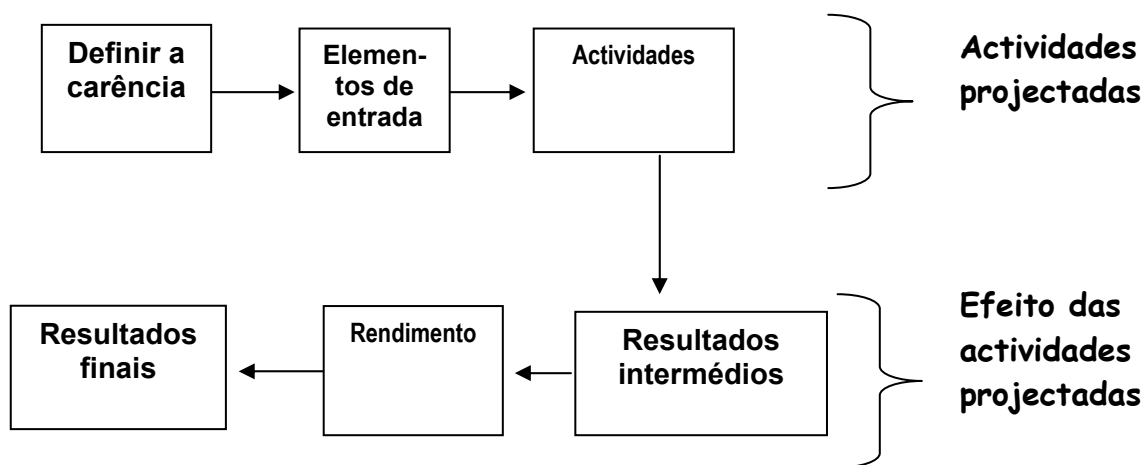 Definir a
carência
Elemen-
tos de
entrada
Actividades
Actividades
projectadas
Resultados
finais
Rendimento
Resultados
intermédios
Efeito das
actividades
projectadas